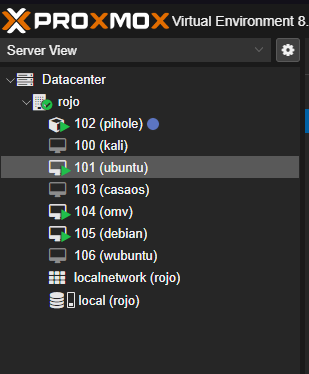 PROXMOX Virtual Environment 8.
Server View
Datacenter
rojo
102 (pihole)
100 (kali)
101 (ubuntu)
103 (casaos)
104 (omv)
105 (debian)
106 (wubuntu)
localnetwork (rojo)
local (rojo)